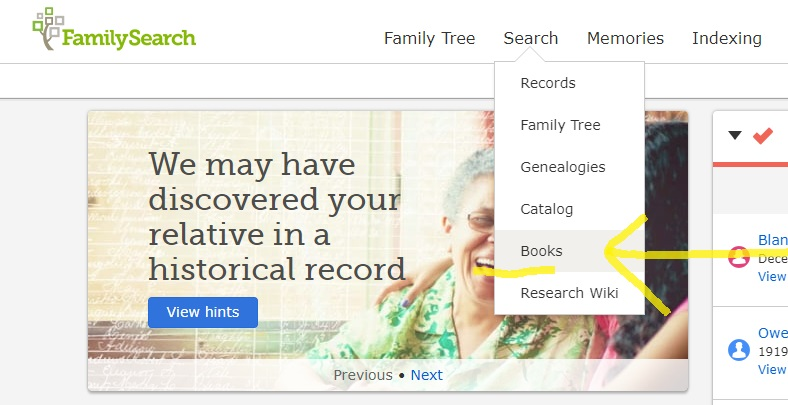 FamilySearch
Family Tree Search Memories Indexing
Records
Family Tree
Genealogies
Catalog
Books
Research Wiki
We may have
discovered your
relative in a
historical record
View hints
Previous • Next
Blan
Dece
View
Owe
1919
View